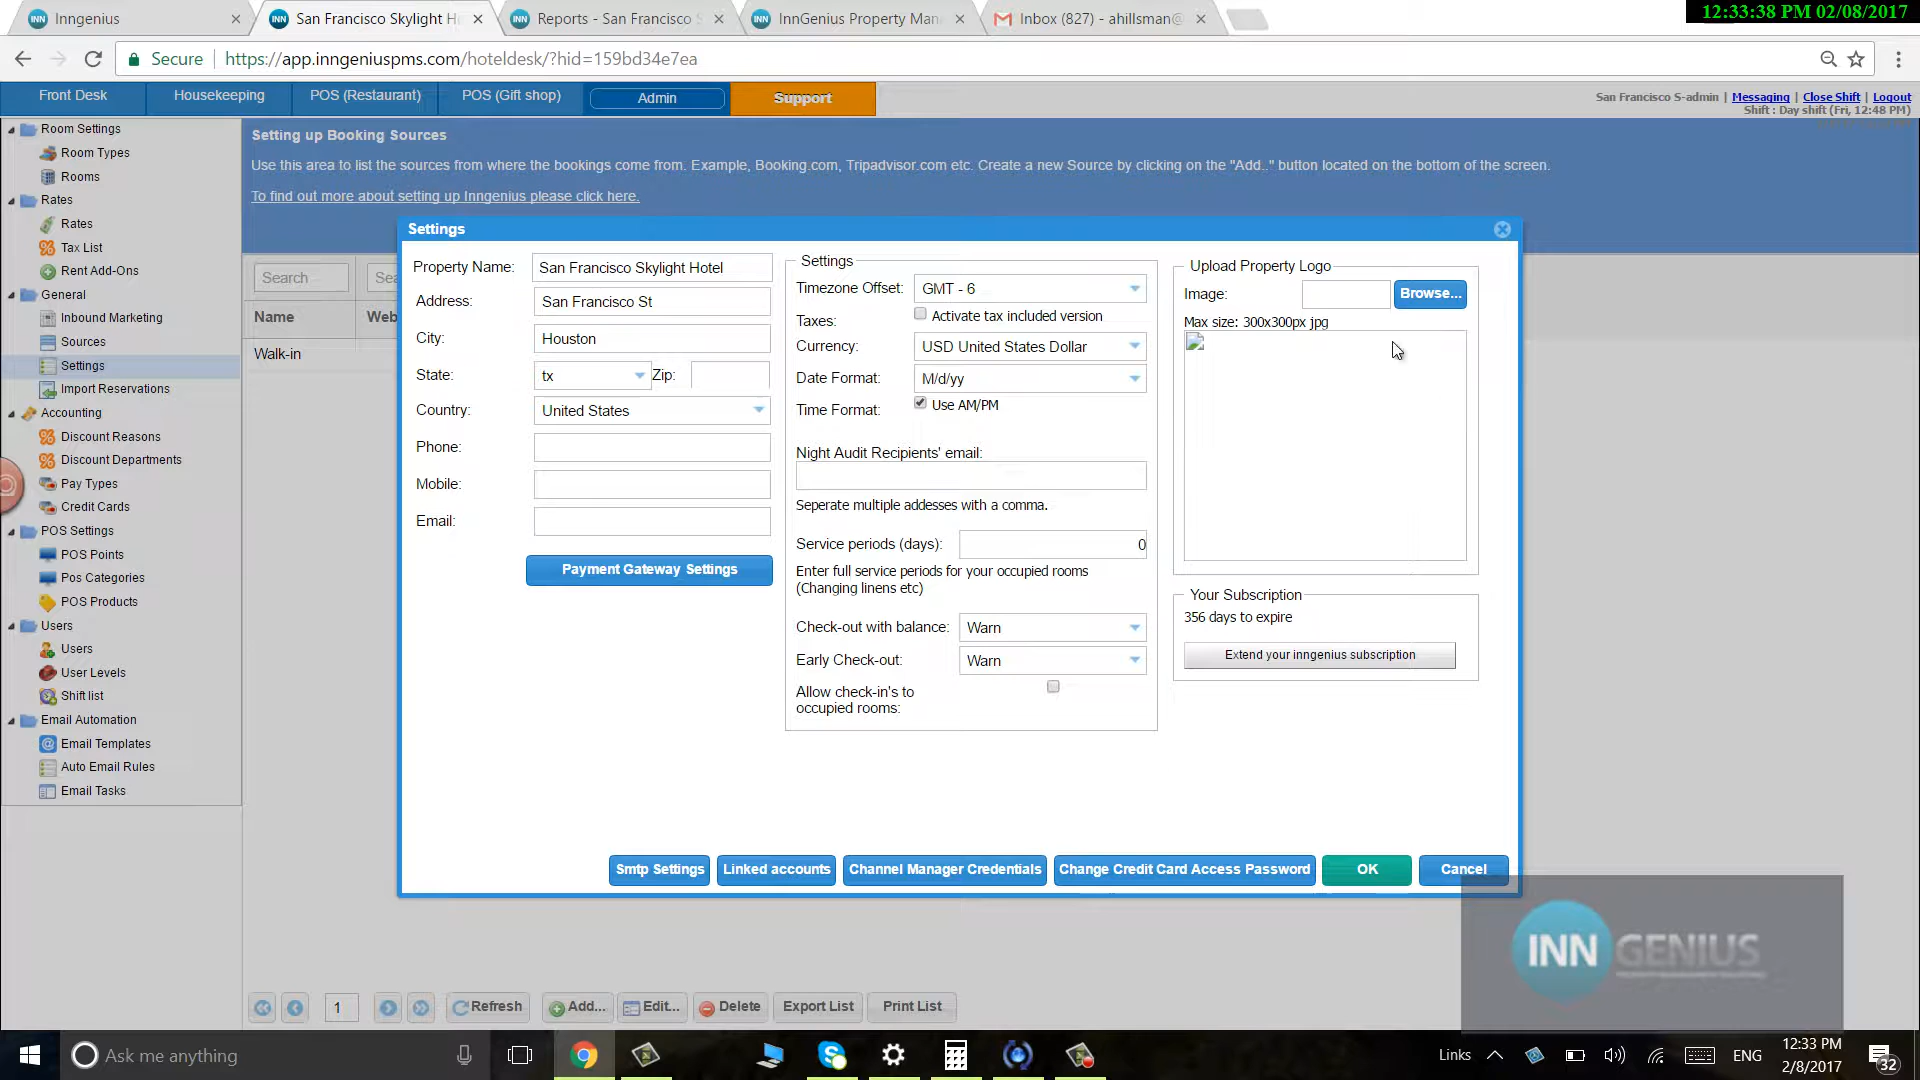 12:33:38 PM 02/08/2017
Inngenius
San Francisco Skylight H
Reports - San Francisco S
InnGenius Property Man
Inbox (827) - ahillsman@
Secure
https://app.inngeniuspms.com/hoteldesk/?hid=159bd34e7ea
Front Desk
Housekeeping
POS (Restaurant)
POS (Gift shop)
Admin
Support
San Francisco S-admin | Messaging | Close Shift | Logout
Shift : Day shift (Fri, 12:48 PM)
Room Settings
Room Types
Rooms
Rates
Rates
Tax List
Rent Add-Ons
General
Inbound Marketing
Sources
Settings
Import Reservations
Accounting
Discount Reasons
Discount Departments
Pay Types
Credit Cards
POS Settings
POS Points
Pos Categories
POS Products
Users
Users
User Levels
Shift list
Email Automation
Email Templates
Auto Email Rules
Email Tasks
Setting up Booking Sources
Use this area to list the sources from where the bookings come from. Example, Booking.com, Tripadvisor.com etc. Create a new Source by clicking on the "Add.." button located on the bottom of the screen.
To find out more about setting up Inngenius please click here.
Search
Sea
Name
Web
Walk-in
Settings
Property Name: San Francisco Skylight Hotel
Address: San Francisco St
City: Houston
State: tx Zip:
Country: United States
Phone:
Mobile:
Email:
Payment Gateway Settings
Settings
Timezone Offset: GMT - 6
Taxes: Activate tax included version
Currency: USD United States Dollar
Date Format: M/d/yy
Time Format: Use AM/PM
Night Audit Recipients' email:
Seperate multiple addesses with a comma.
Service periods (days): 0
Enter full service periods for your occupied rooms
(Changing linens etc)
Check-out with balance: Warn
Early Check-out: Warn
Allow check-in's to
occupied rooms:
Upload Property Logo
Image: Browse...
Max size: 300x300px jpg
Your Subscription
356 days to expire
Extend your inngenius subscription
Smtp Settings
Linked accounts
Channel Manager Credentials
Change Credit Card Access Password
OK
Cancel
INNGENIUS
1
Refresh
Add...
Edit...
Delete
Export List
Print List
Ask me anything
Links
ENG
12:33 PM
2/8/2017
32